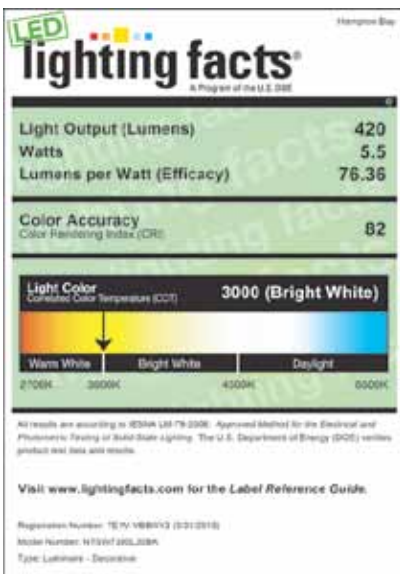 LED
Hampton Bay
lighting facts®
A Program of the U.S. DOE
Light Output (Lumens) 420
Watts 5.5
Lumens per Watt (Efficacy) 76.36
Color Accuracy 82
Color Rendering Index (CRI)
Light Color 3000 (Bright White)
Correlated Color Temperature (CCT)
Warm White Bright White Daylight
2700K 3000K 4500K 6500K
All results are according to IESNA LM-79-2008: Approved Method for the Electrical and
Photometric Testing of Solid-State Lighting. The U.S. Department of Energy (DOE) verifies
product test data and results.
Visit www.lightingfacts.com for the Label Reference Guide.
Registration Number:
Model Number:
Type: Luminaire - Decorative